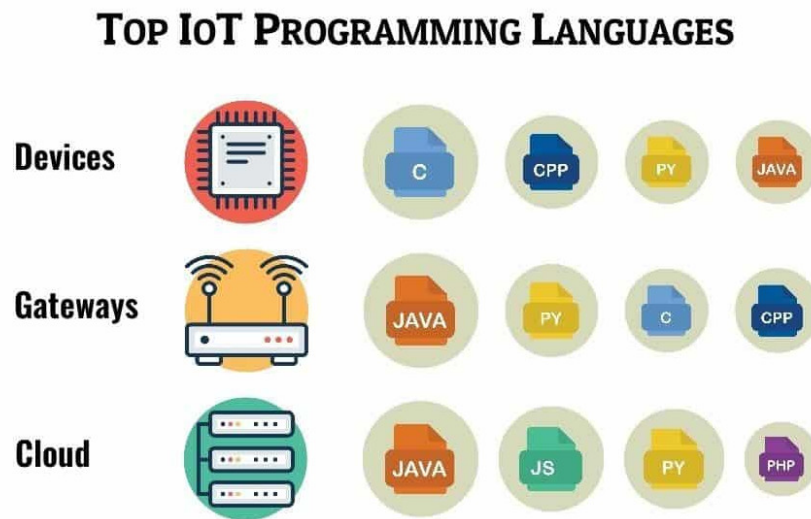 TOP IOT PROGRAMMING LANGUAGES
Devices
C CPP PY JAVA
Gateways
JAVA PY C CPP
Cloud
JAVA JS PY PHP